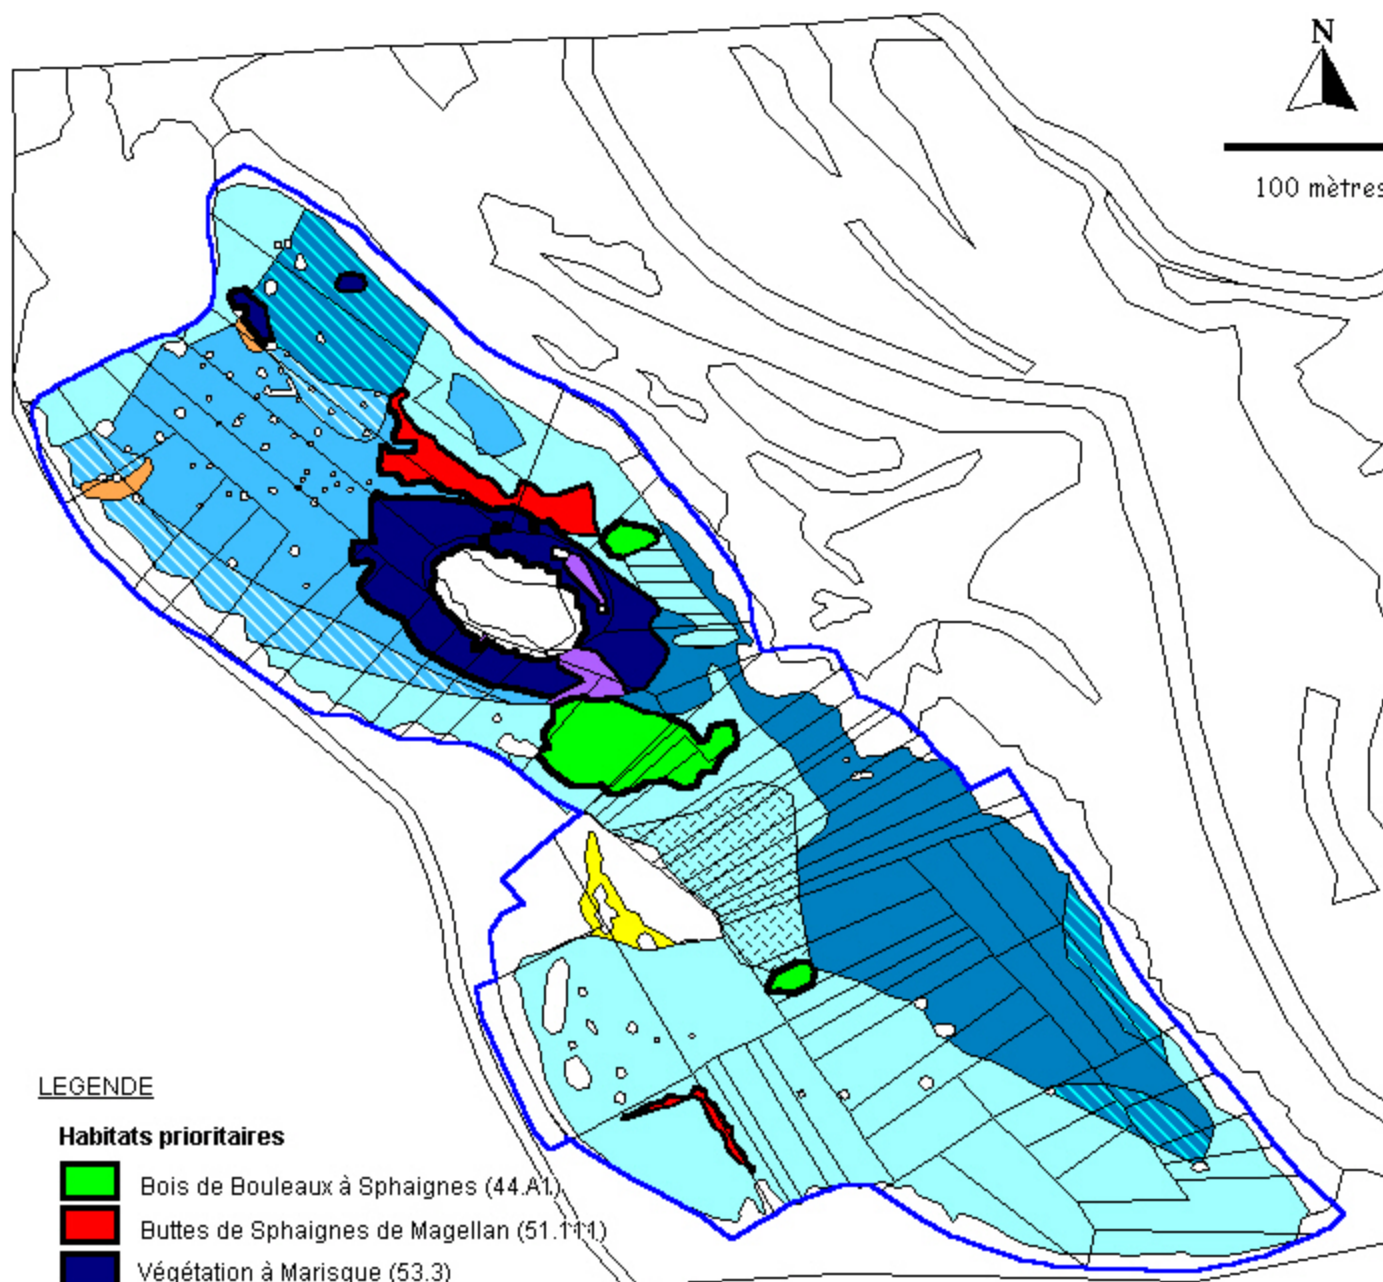 N
100 mètres
LEGENDE
Habitats prioritaires
Bois de Bouleaux à Sphaignes (44.A1)
Buttes de Sphaignes de Magellan (51.111)
Végétation à Marisque (53.3)